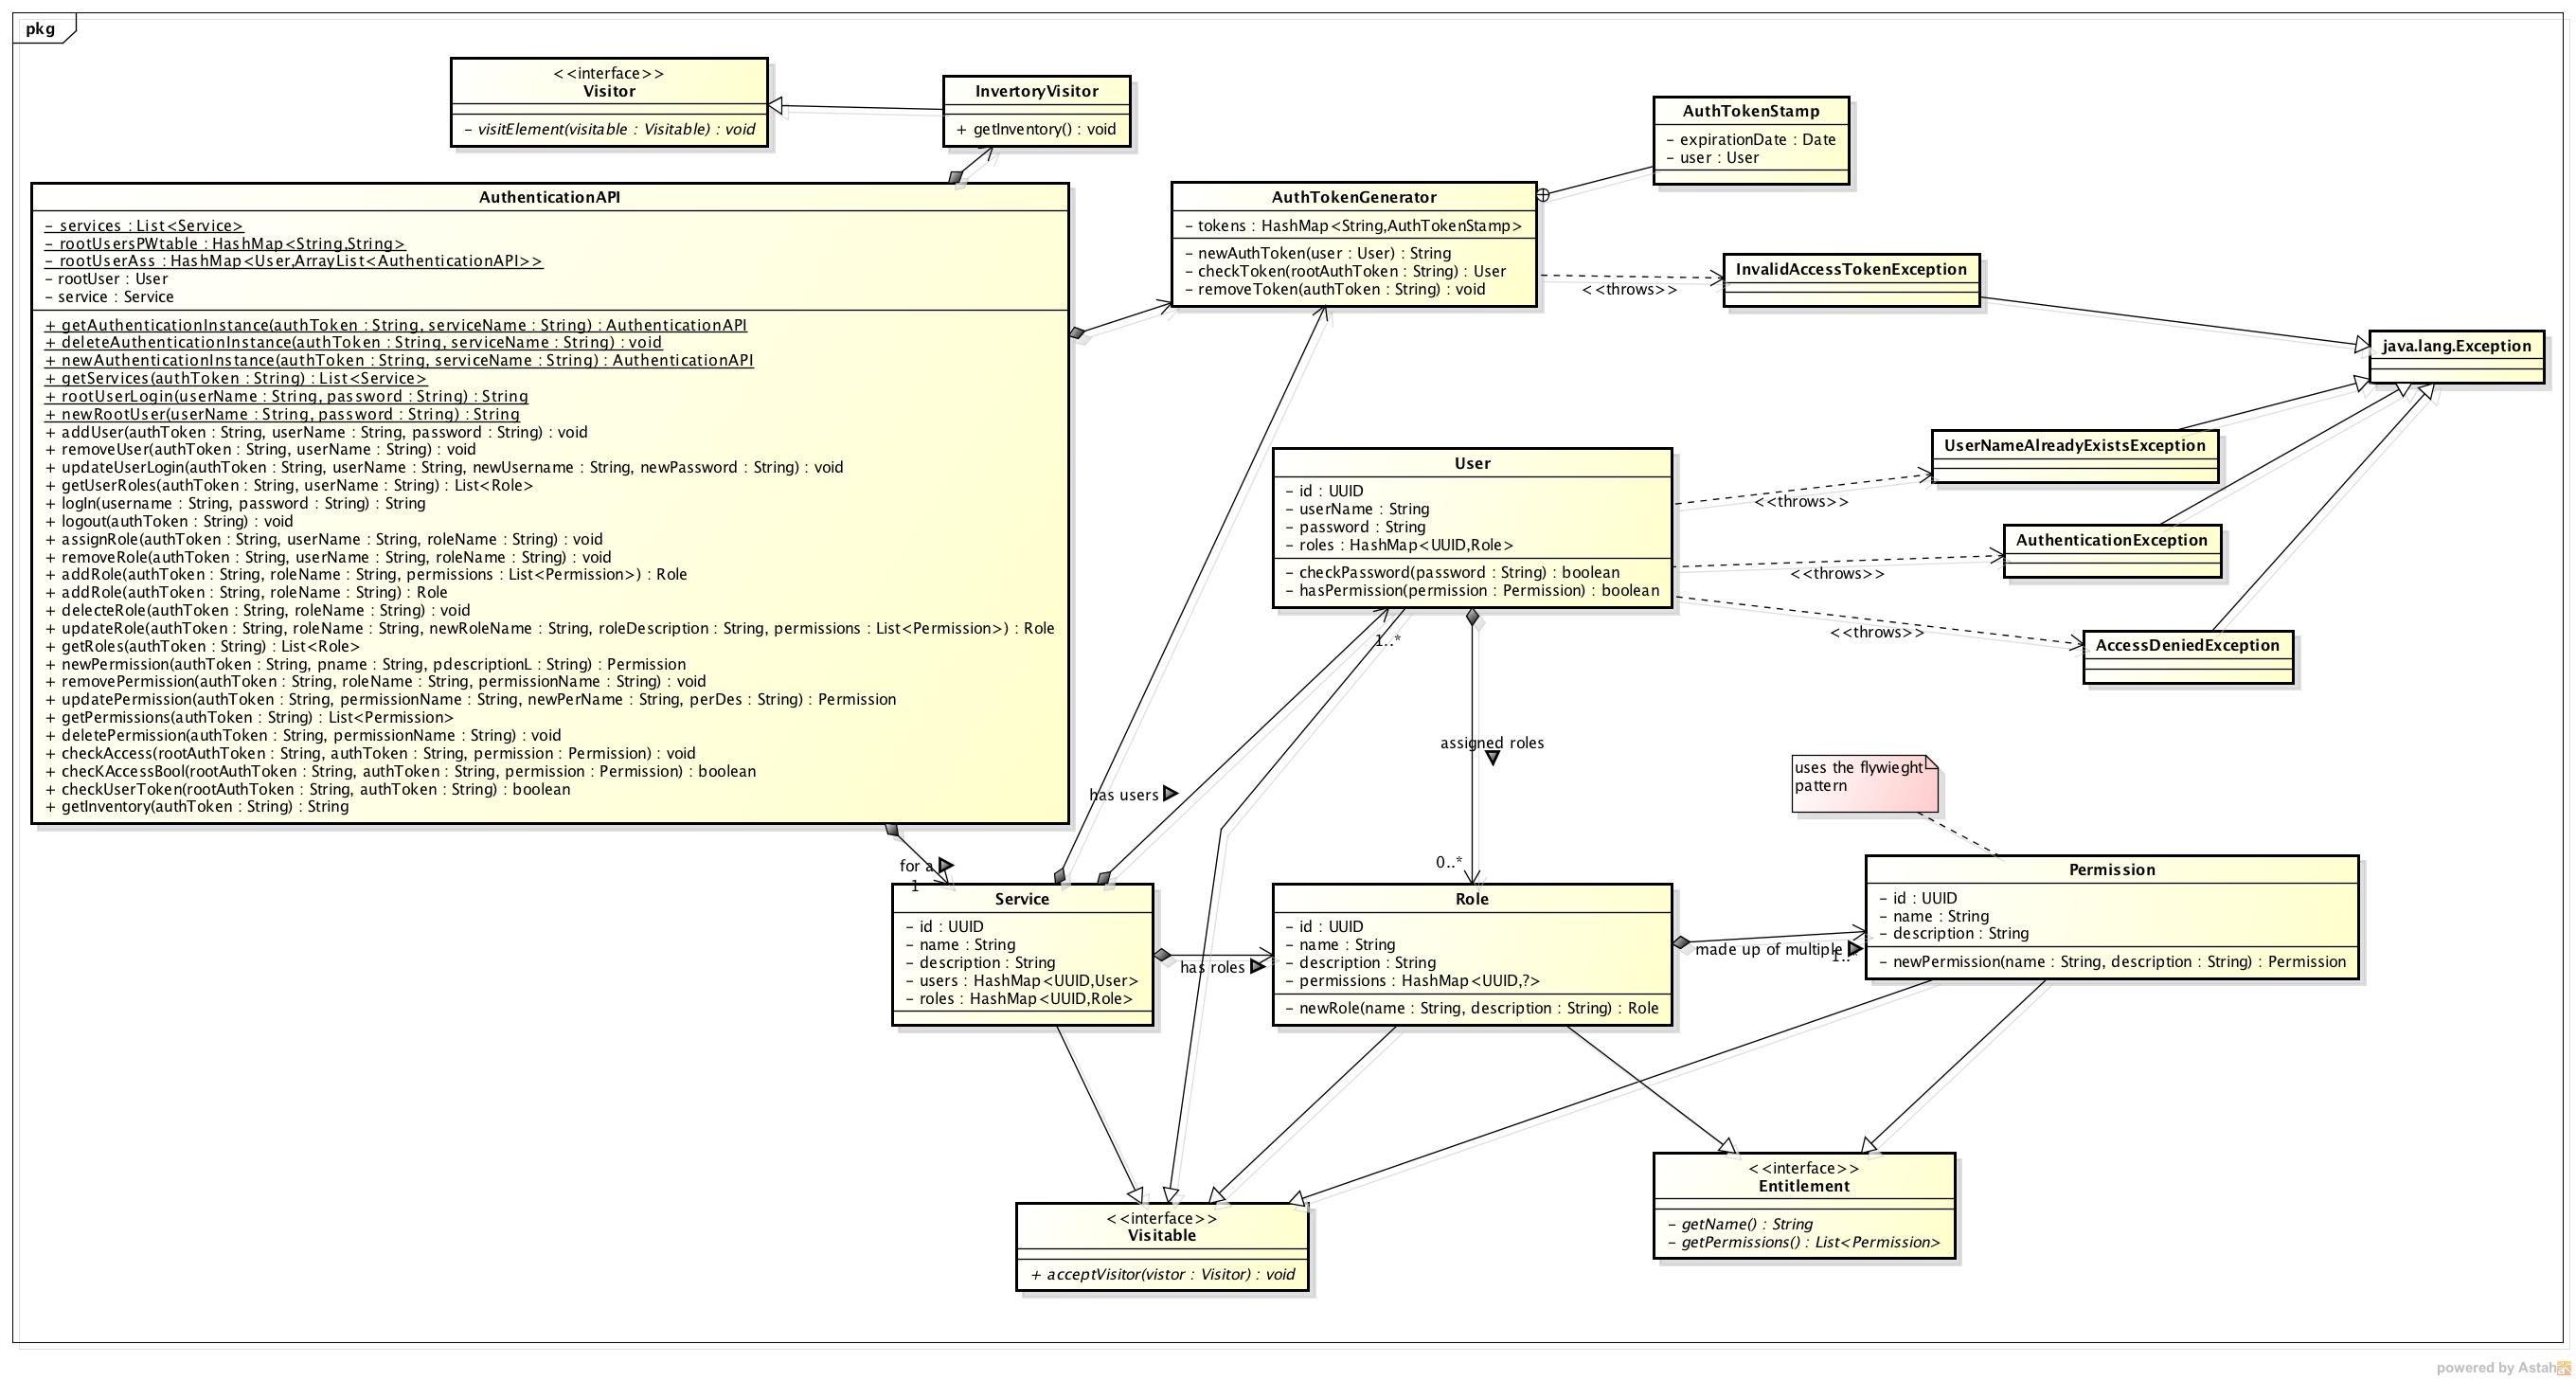 pkg
<<interface>>
Visitor
- visitElement(visitable : Visitable) : void
InvertoryVisitor
+ getInventory() : void
AuthTokenStamp
- expirationDate : Date
- user : User
AuthenticationAPI
- services : List<Service>
- rootUsersPWtable : HashMap<String,String>
- rootUserAss : HashMap<User,ArrayList<AuthenticationAPI>>
- rootUser : User
- service : Service
+ getAuthenticationInstance(authToken : String, serviceName : String) : AuthenticationAPI
+ deleteAuthenticationInstance(authToken : String, serviceName : String) : void
+ newAuthenticationInstance(authToken : String, serviceName : String) : AuthenticationAPI
+ getServices(authToken : String) : List<Service>
+ rootUserLogin(userName : String, password : String) : String
+ newRootUser(userName : String, password : String) : String
+ addUser(authToken : String, userName : String, password : String) : void
+ removeUser(authToken : String, userName : String) : void
+ updateUserLogin(authToken : String, userName : String, newUsername : String, newPassword : String) : void
+ getUserRoles(authToken : String, userName : String) : List<Role>
+ logIn(username : String, password : String) : String
+ logout(authToken : String) : void
+ assignRole(authToken : String, userName : String, roleName : String) : void
+ removeRole(authToken : String, userName : String, roleName : String) : void
+ addRole(authToken : String, roleName : String, permissions : List<Permission>) : Role
+ addRole(authToken : String, roleName : String) : Role
+ delecteRole(authToken : String, roleName : String) : void
+ updateRole(authToken : String, roleName : String, newRoleName : String, roleDescription : String, permissions : List<Permission>) : Role
+ getRoles(authToken : String) : List<Role>
+ newPermission(authToken : String, pname : String, pdescriptionL : String) : Permission
+ removePermission(authToken : String, roleName : String, permissionName : String) : void
+ updatePermission(authToken : String, permissionName : String, newPerName : String, perDes : String) : Permission
+ getPermissions(authToken : String) : List<Permission>
+ deletePermission(authToken : String, permissionName : String) : void
+ checkAccess(rootAuthToken : String, authToken : String, permission : Permission) : void
+ checKAccessBool(rootAuthToken : String, authToken : String, permission : Permission) : boolean
+ checkUserToken(rootAuthToken : String, authToken : String) : boolean
+ getInventory(authToken : String) : String
AuthTokenGenerator
- tokens : HashMap<String,AuthTokenStamp>
- newAuthToken(user : User) : String
- checkToken(rootAuthToken : String) : User
- removeToken(authToken : String) : void
<<throws>>
InvalidAccessTokenException
java.lang.Exception
UserNameAlreadyExistsException
User
- id : UUID
- userName : String
- password : String
- roles : HashMap<UUID,Role>
- checkPassword(password : String) : boolean
- hasPermission(permission : Permission) : boolean
<<throws>>
AuthenticationException
<<throws>>
AccessDeniedException
<<throws>>
1..*
assigned roles
has users
uses the flywieght
pattern
for a
1
0..*
Service
- id : UUID
- name : String
- description : String
- users : HashMap<UUID,User>
- roles : HashMap<UUID,Role>
has roles
Role
- id : UUID
- name : String
- description : String
- permissions : HashMap<UUID,?>
- newRole(name : String, description : String) : Role
made up of multiple
Permission
- id : UUID
- name : String
- description : String
- newPermission(name : String, description : String) : Permission
<<interface>>
Entitlement
- getName() : String
- getPermissions() : List<Permission>
<<interface>>
Visitable
+ acceptVisitor(vistor : Visitor) : void
powered by Astah